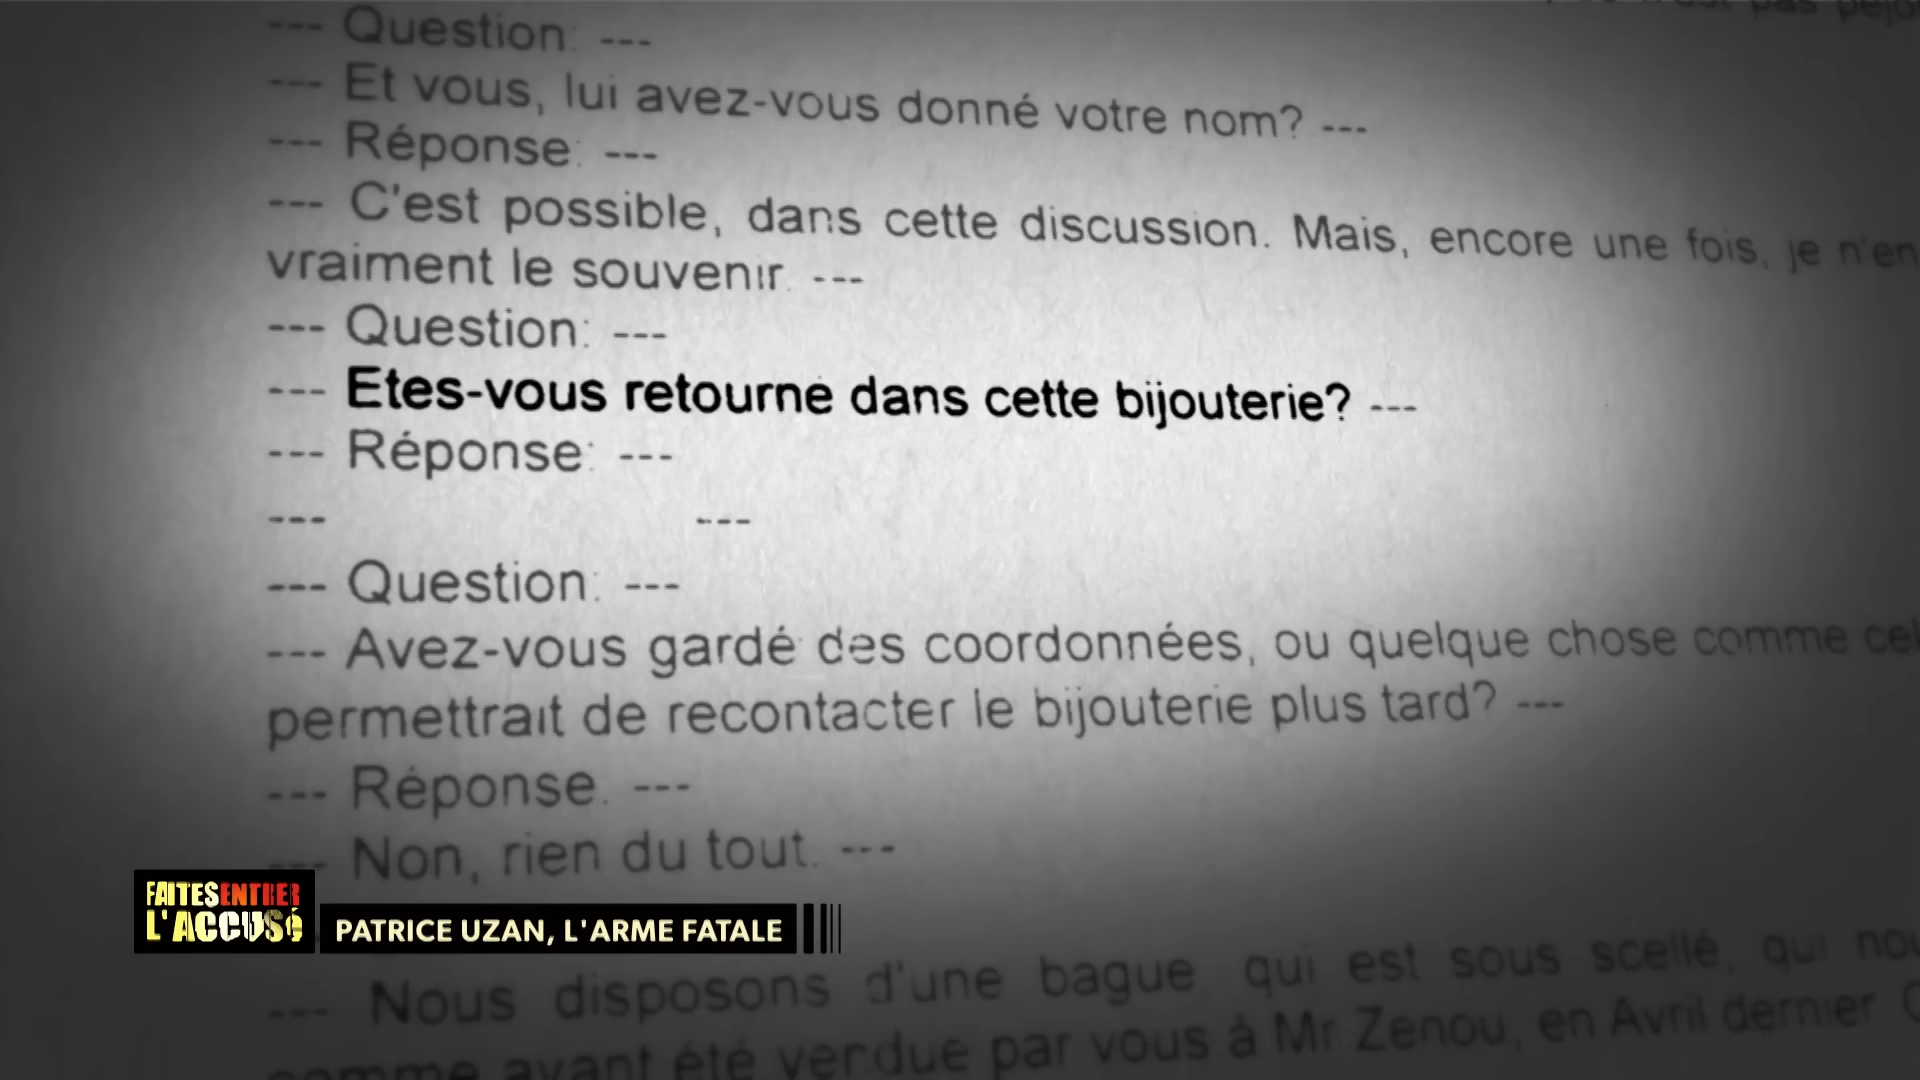 --- Question: ---
--- Et vous, lui avez-vous donné votre nom? ---
--- Réponse: ---
--- C'est possible, dans cette discussion. Mais, encore une fois, je n'en
vraiment le souvenir. ---
--- Question: ---
--- Etes-vous retourné dans cette bijouterie? ---
--- Réponse: ---
--- ---
--- Question: ---
--- Avez-vous gardé des coordonnées, ou quelque chose comme cel
permettrait de recontacter le bijouterie plus tard? ---
--- Réponse. ---
--- Non, rien du tout. ---
FAITES ENTRER
L'ACCUSÉ
PATRICE UZAN, L'ARME FATALE
--- Nous disposons d'une bague qui est sous scellé, qui nou
comme ayant été vendue par vous à Mr Zenou, en Avril dernier